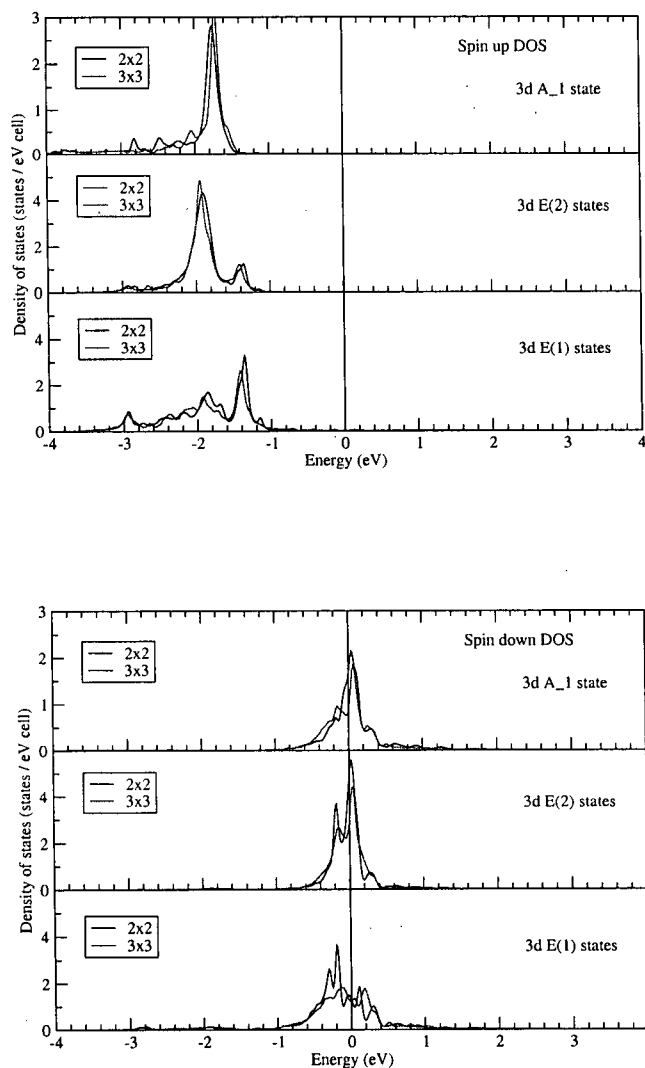 3
2
1
0
2x2
3x3
Spin up DOS
3d A_1 state
4
2
0
2x2
3x3
3d E(2) states
4
2
0
2x2
3x3
3d E(1) states
Density of states (states / eV cell)
-4 -3 -2 -1 0 1 2 3 4
Energy (eV)
3
2
1
0
2x2
3x3
Spin down DOS
3d A_1 state
4
2
0
2x2
3x3
3d E(2) states
4
2
0
2x2
3x3
3d E(1) states
Density of states (states / eV cell)
-4 -3 -2 -1 0 1 2 3
Energy (eV)